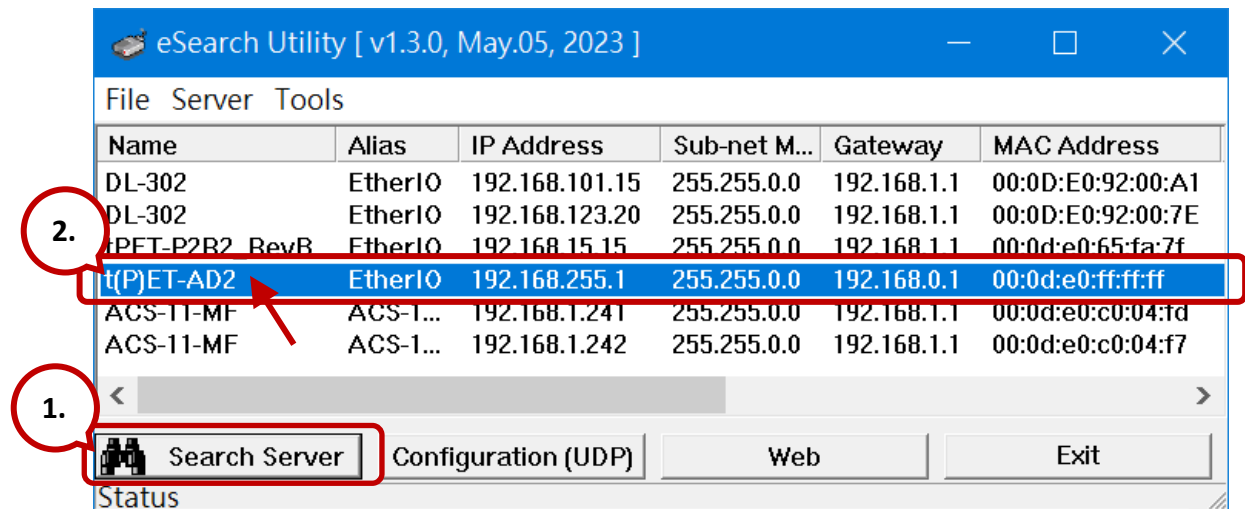 eSearch Utility [ v1.3.0, May.05, 2023 ]
File Server Tools
Name Alias IP Address Sub-net M... Gateway MAC Address
DL-302 EtherIO 192.168.101.15 255.255.0.0 192.168.1.1 00:0D:E0:92:00:A1
DL-302 EtherIO 192.168.123.20 255.255.0.0 192.168.1.1 00:0D:E0:92:00:7E
2.
tPET-P2R2_RevB EtherIO 192.168.15.15 255.255.0.0 192.168.1.1 00:0d:e0:65:fa:7f
t(P)ET-AD2 EtherIO 192.168.255.1 255.255.0.0 192.168.0.1 00:0d:e0:ff:ff:ff
ACS-11-MF ACS-1... 192.168.1.241 255.255.0.0 192.168.1.1 00:0d:e0:c0:04:fd
ACS-11-MF ACS-1... 192.168.1.242 255.255.0.0 192.168.1.1 00:0d:e0:c0:04:f7
1.
Search Server Configuration (UDP) Web Exit
Status